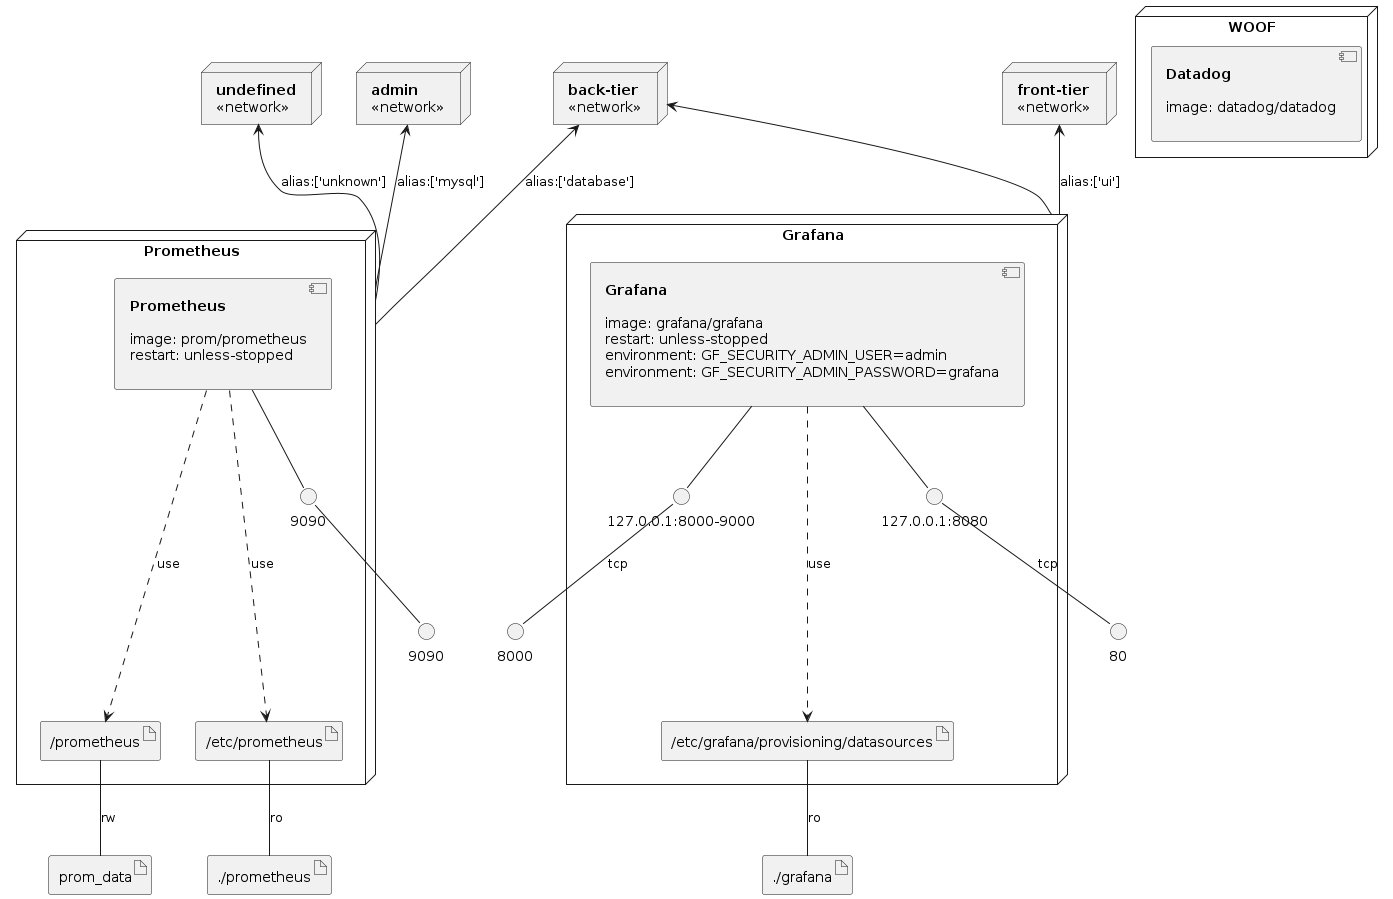 WOOF
Datadog
image: datadog/datadog
undefined
«network»
admin
«network»
back-tier
«network»
front-tier
«network»
alias:['unknown']
alias:['mysql']
alias:['database']
alias:['ui']
Prometheus
Prometheus
image: prom/prometheus
restart: unless-stopped
Grafana
Grafana
image: grafana/grafana
restart: unless-stopped
environment: GF_SECURITY_ADMIN_USER=admin
environment: GF_SECURITY_ADMIN_PASSWORD=grafana
9090
127.0.0.1:8000-9000
127.0.0.1:8080
use
use
tcp
use
tcp
9090
8000
80
/prometheus
/etc/prometheus
/etc/grafana/provisioning/datasources
rw
ro
ro
prom_data
./prometheus
./grafana